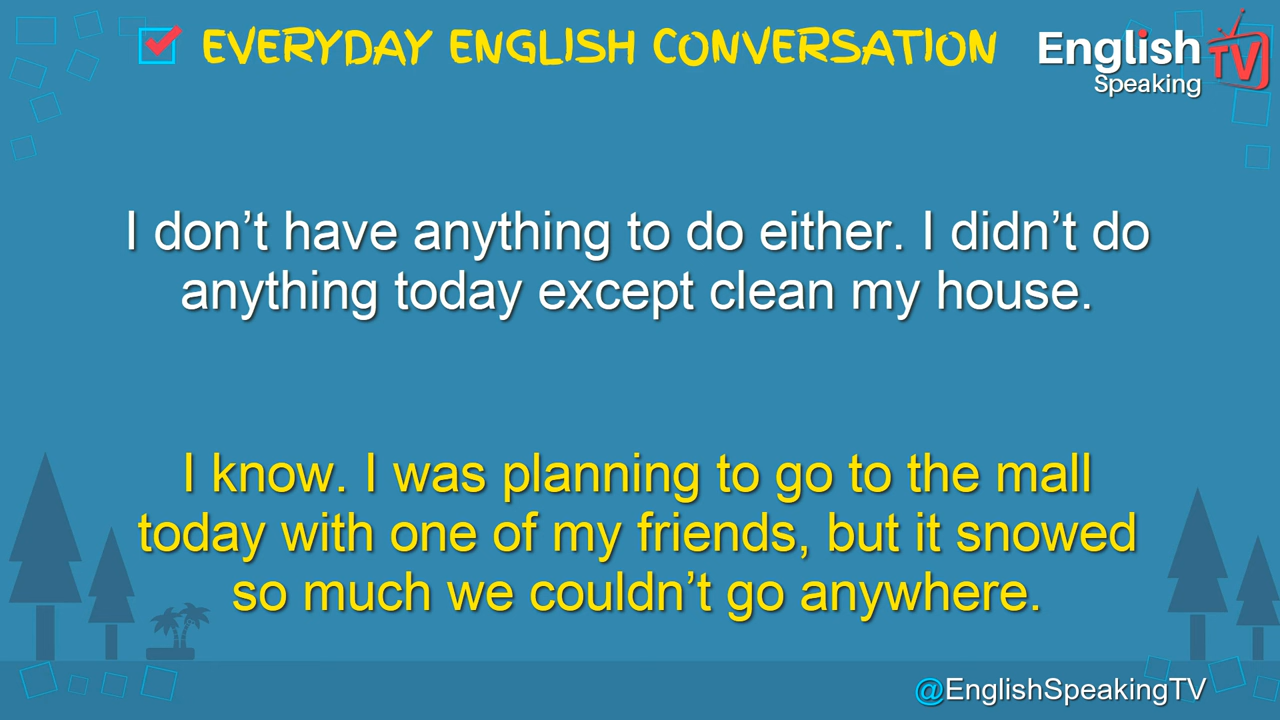 EVERYDAY ENGLISH CONVERSATION
English
Speaking
TV
I don’t have anything to do either. I didn’t do
anything today except clean my house.
I know. I was planning to go to the mall
today with one of my friends, but it snowed
so much we couldn’t go anywhere.
@EnglishSpeakingTV